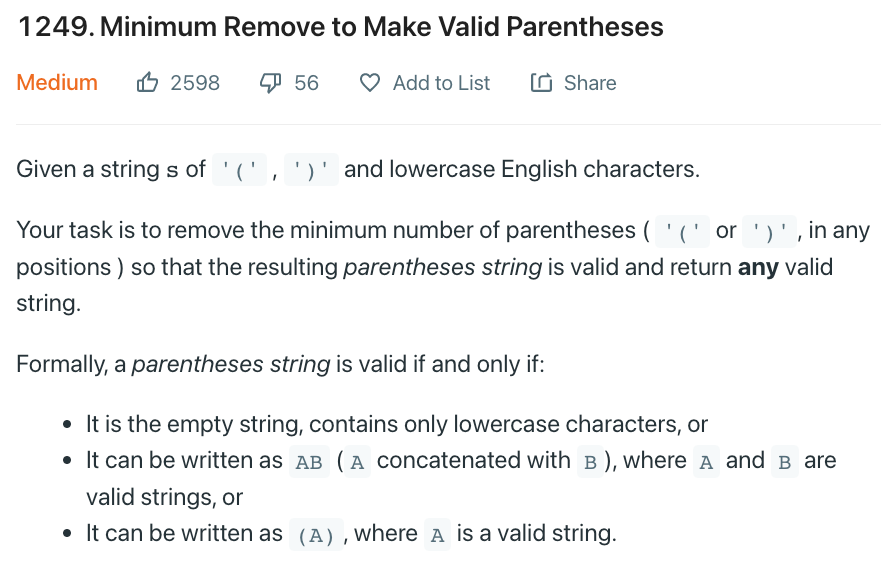 1249. Minimum Remove to Make Valid Parentheses
Medium 2598 56 Add to List Share
Given a string s of '(' , ')' and lowercase English characters.
Your task is to remove the minimum number of parentheses ( '(' or ')', in any
positions ) so that the resulting parentheses string is valid and return any valid
string.
Formally, a parentheses string is valid if and only if:
• It is the empty string, contains only lowercase characters, or
• It can be written as AB ( A concatenated with B ), where A and B are
valid strings, or
• It can be written as (A) , where A is a valid string.